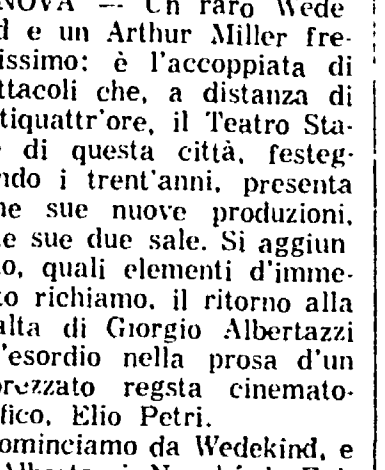 NOVA — Un raro Wede
d e un Arthur Miller fre-
issimo: è l'accoppiata di
ttacoli che, a distanza di
tiquattr'ore, il Teatro Sta-
di questa città, festeg-
ndo i trent'anni, presenta
ne sue nuove produzioni,
e sue due sale. Si aggiun
o, quali elementi d'imme-
to richiamo, il ritorno alla
alta di Giorgio Albertazzi
l'esordio nella prosa d'un
prezzato regsta cinemato-
fico, Elio Petri.
ominciamo da Wedekind, e